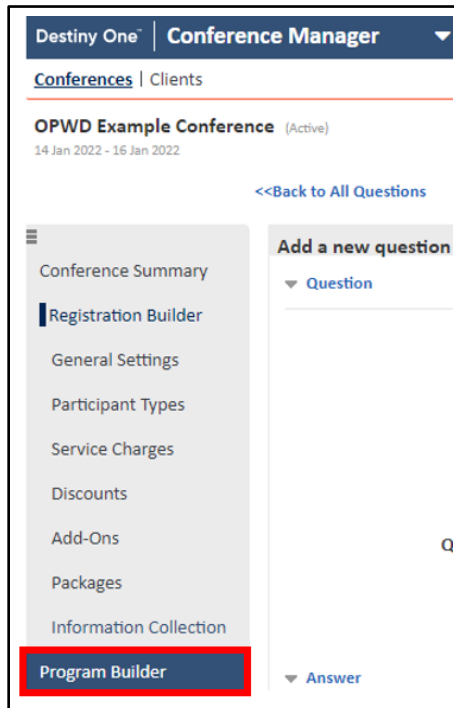 Destiny One™ Conference Manager
Conferences | Clients
OPWD Example Conference (Active)
14 Jan 2022 - 16 Jan 2022
<<Back to All Questions
Add a new question
Question
Conference Summary
Registration Builder
General Settings
Participant Types
Service Charges
Discounts
Add-Ons
Q
Packages
Information Collection
Program Builder
Answer